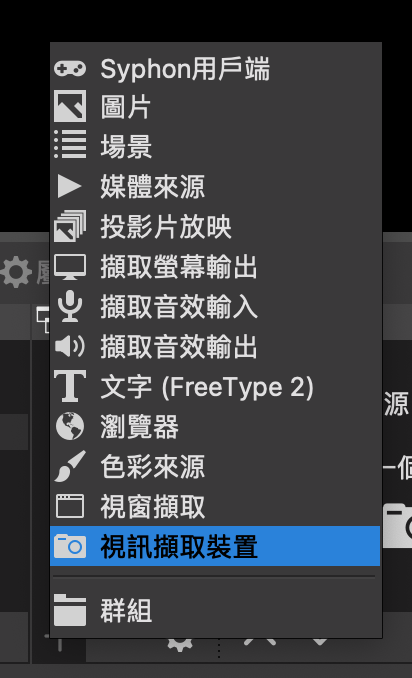 Syphon用戶端
圖片
場景
媒體來源
投影片放映
擷取螢幕輸出
擷取音效輸入
擷取音效輸出
文字 (FreeType 2)
瀏覽器
色彩來源
視窗擷取
視訊擷取裝置
群組
源
一個